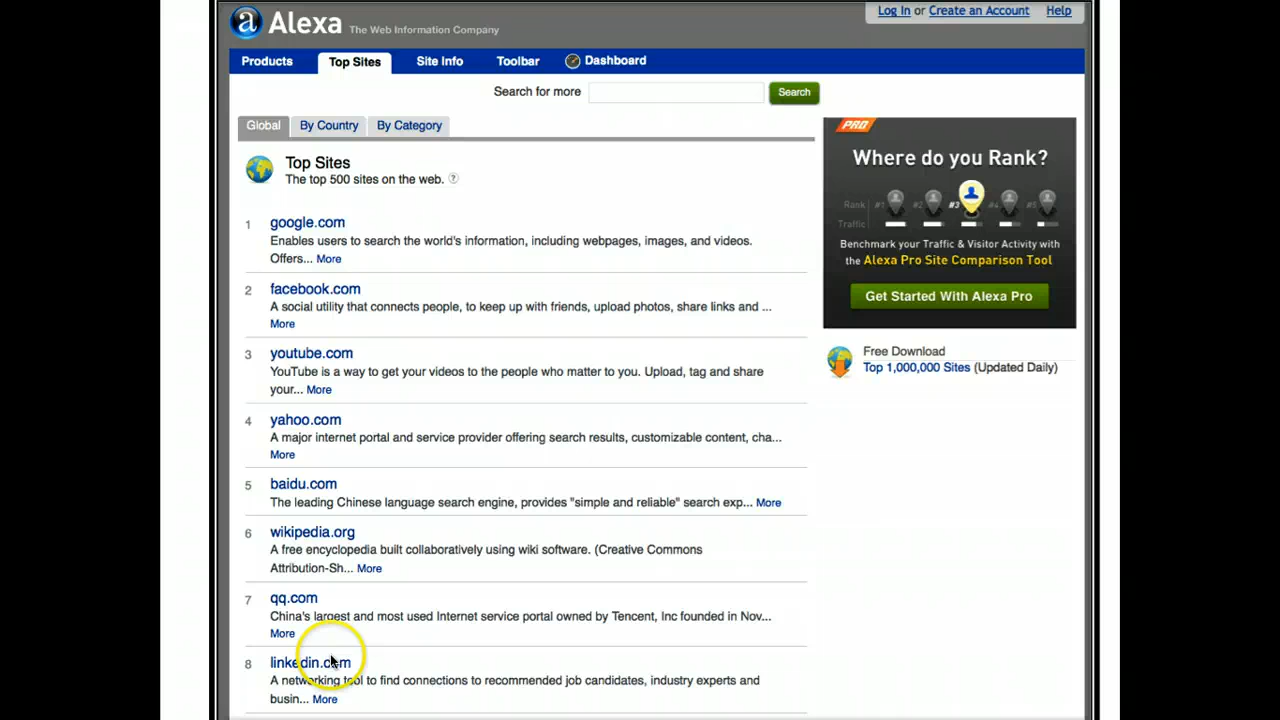 Alexa The Web Information Company
Log In or Create an Account Help
Products Top Sites Site Info Toolbar Dashboard
Search for more Search
Global By Country By Category
Top Sites
The top 500 sites on the web. ?
1 google.com
Enables users to search the world's information, including webpages, images, and videos.
Offers... More
2 facebook.com
A social utility that connects people, to keep up with friends, upload photos, share links and ...
More
3 youtube.com
YouTube is a way to get your videos to the people who matter to you. Upload, tag and share
your... More
4 yahoo.com
A major internet portal and service provider offering search results, customizable content, cha...
More
5 baidu.com
The leading Chinese language search engine, provides "simple and reliable" search exp... More
6 wikipedia.org
A free encyclopedia built collaboratively using wiki software. (Creative Commons
Attribution-Sh... More
7 qq.com
China's largest and most used Internet service portal owned by Tencent, Inc founded in Nov...
More
8 linkedin.com
A networking tool to find connections to recommended job candidates, industry experts and
busin... More
PRO
Where do you Rank?
Rank #1 #2 #3 #4 #5
Traffic
Benchmark your Traffic & Visitor Activity with
the Alexa Pro Site Comparison Tool
Get Started With Alexa Pro
Free Download
Top 1,000,000 Sites (Updated Daily)